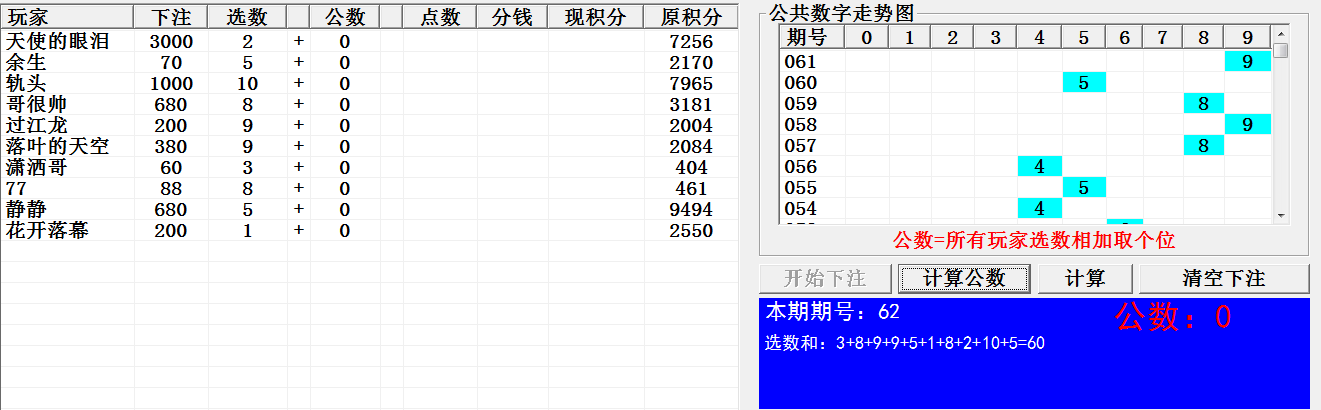 玩家 下注 选数 公数 点数 分钱 现积分 原积分
天使的眼泪 3000 2 + 0 7256
余生 70 5 + 0 2170
轨头 1000 10 + 0 7965
哥很帅 680 8 + 0 3181
过江龙 200 9 + 0 2004
落叶的天空 380 9 + 0 2084
潇洒哥 60 3 + 0 404
77 88 8 + 0 461
静静 680 5 + 0 9494
花开落幕 200 1 + 0 2550
公共数字走势图
期号 0 1 2 3 4 5 6 7 8 9
061 9
060 5
059 8
058 9
057 8
056 4
055 5
054 4
公数=所有玩家选数相加取个位
开始下注 计算公数 计算 清空下注
本期期号：62 公数：0
选数和：3+8+9+9+5+1+8+2+10+5=60